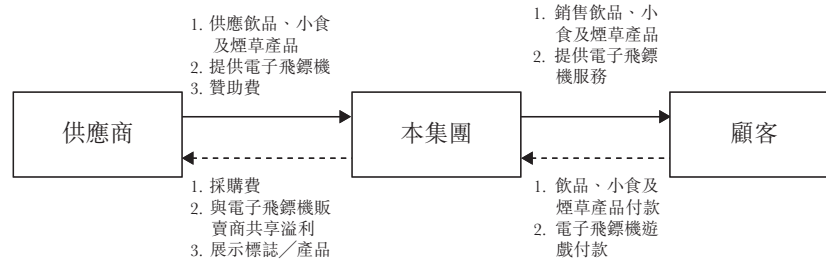 1. 供應飲品、小食
及煙草產品
2. 提供電子飛鏢機
3. 贊助費
1. 銷售飲品、小
食及煙草產品
2. 提供電子飛鏢
機服務
供應商
本集團
顧客
1. 採購費
2. 與電子飛鏢機販
賣商共享溢利
3. 展示標誌╱產品
1. 飲品、小食及
煙草產品付款
2. 電子飛鏢機遊
戲付款